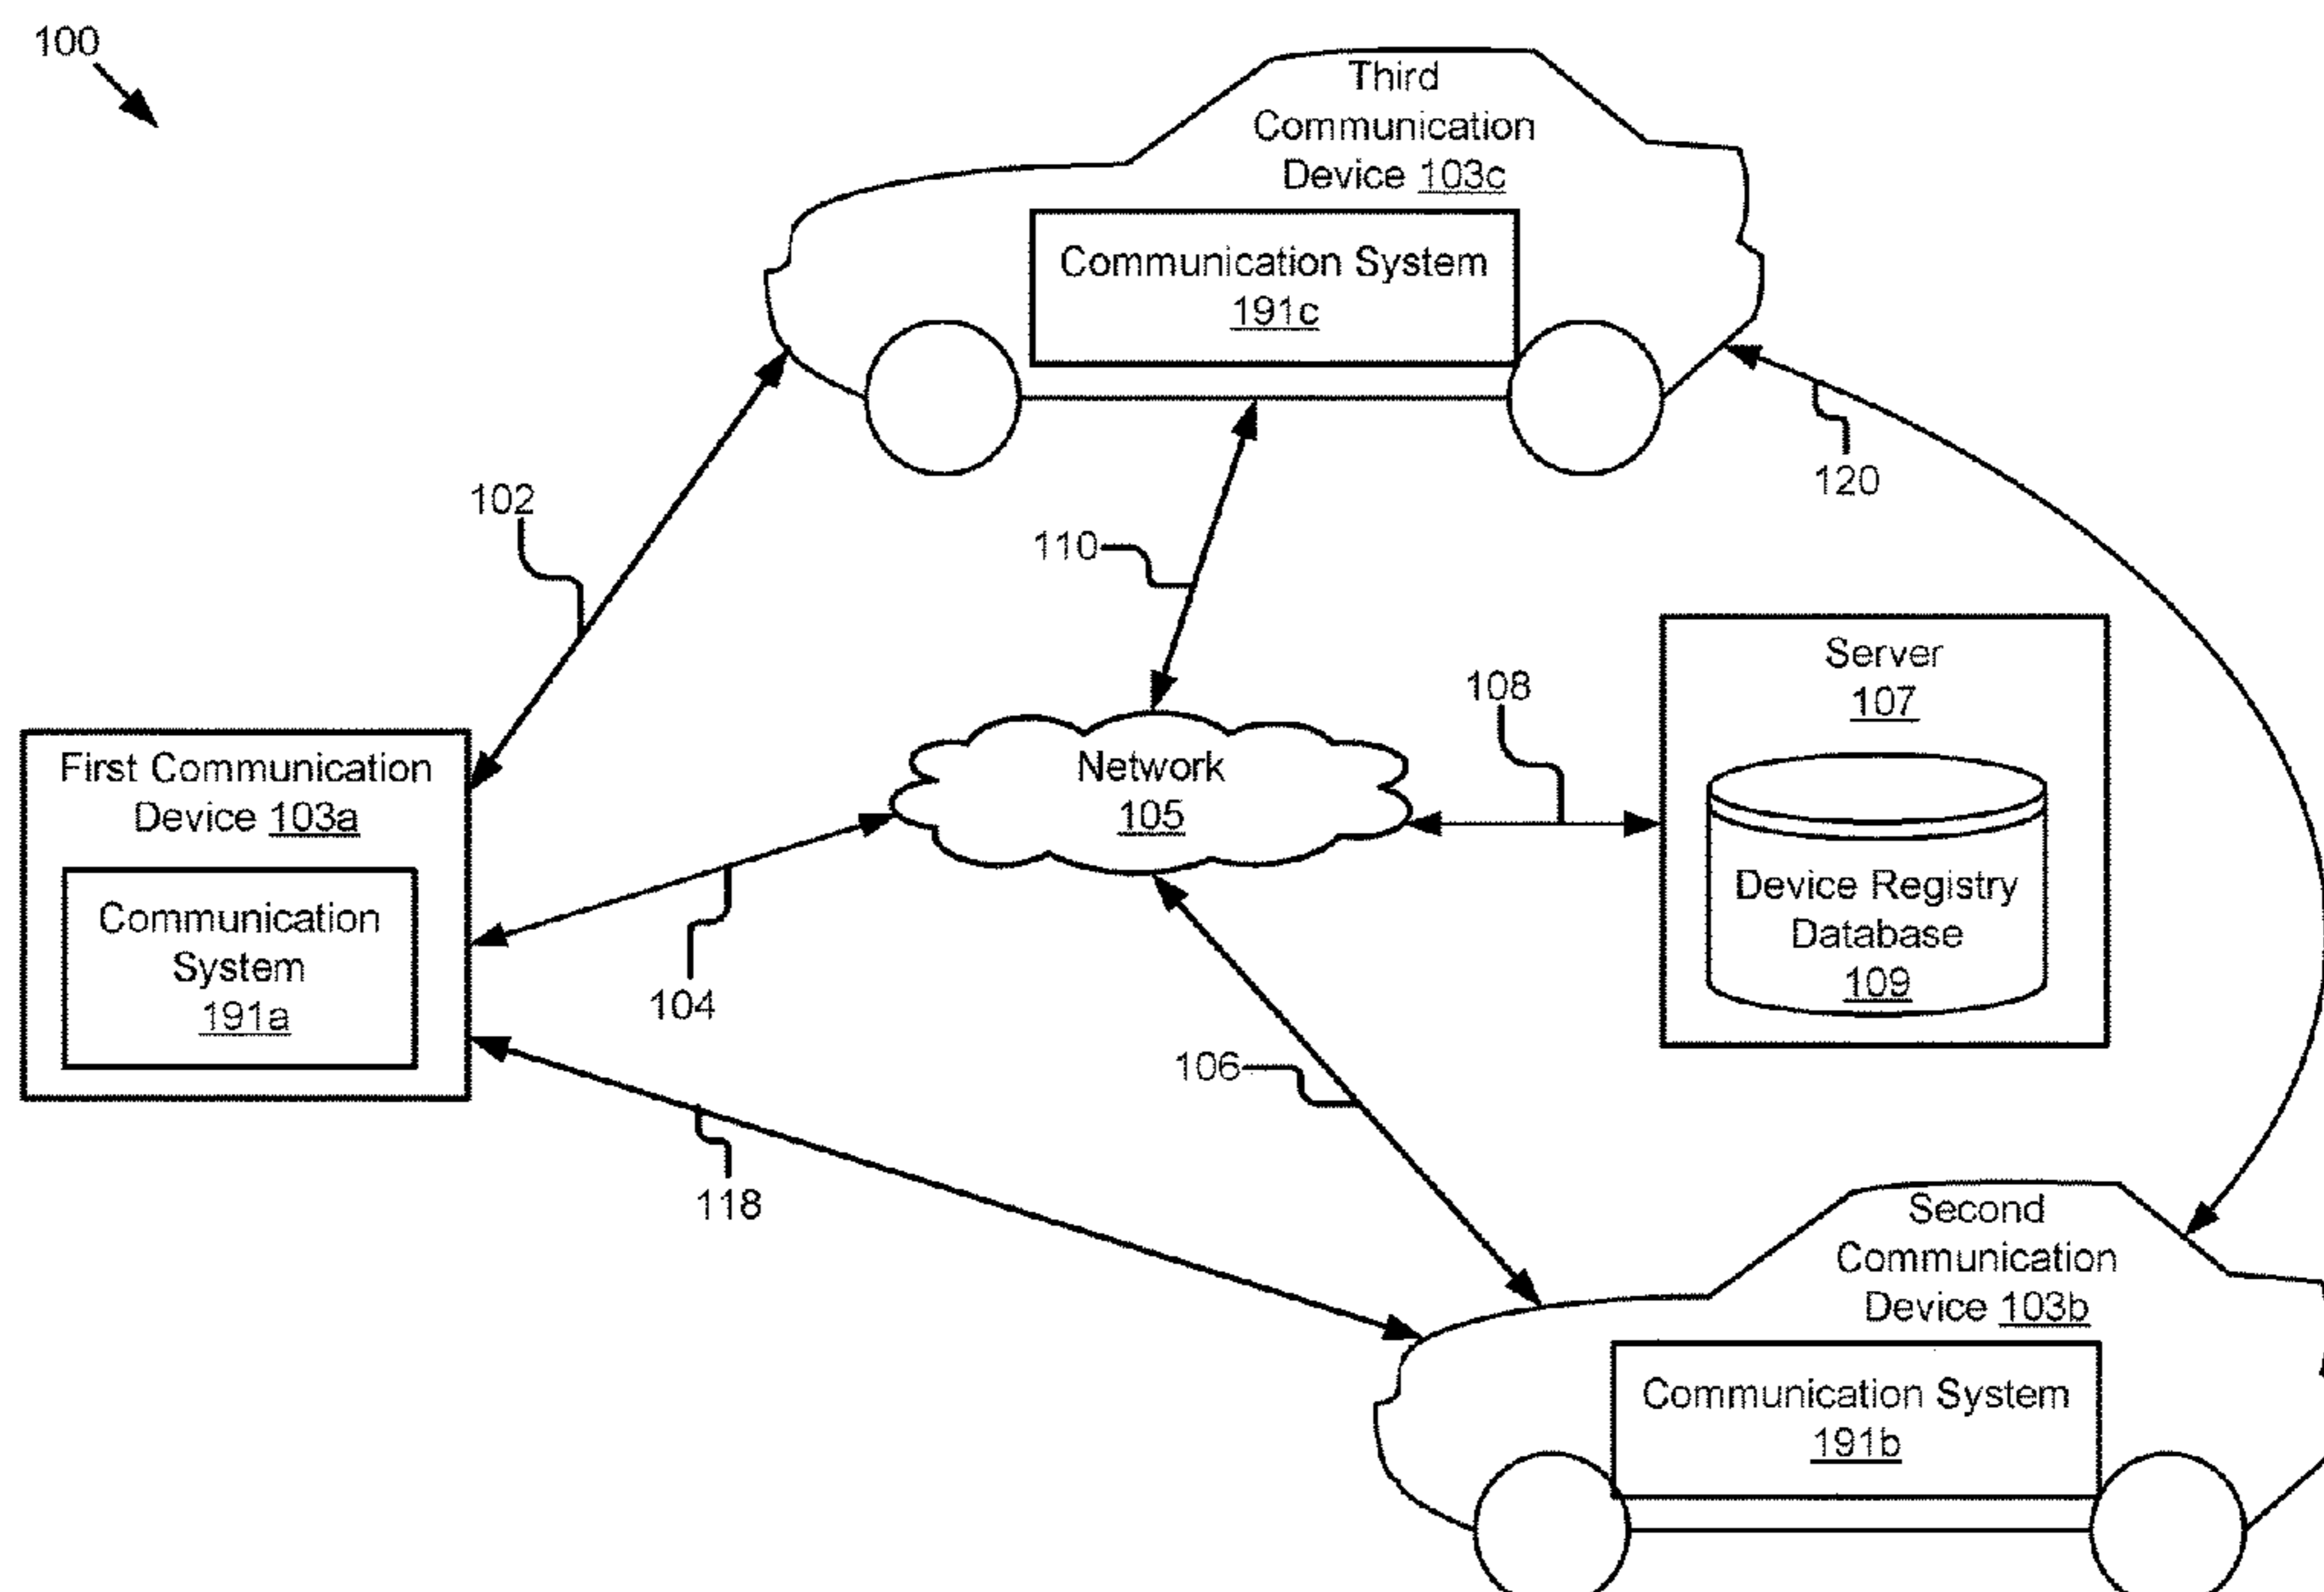 100
Third
Communication
Device 103c
Communication System
191c
102
110
120
Server
107
108
First Communication
Device 103a
Network
105
Device Registry
Database
109
Communication
System
191a
104
106
118
Second
Communication
Device 103b
Communication System
191b